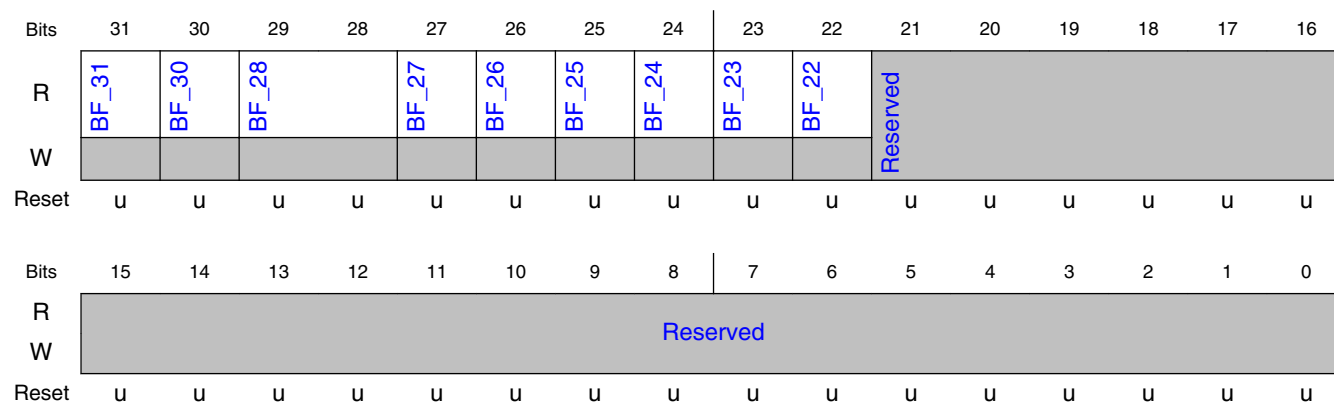 Bits 31 30 29 28 27 26 25 24 23 22 21 20 19 18 17 16
R BF_31 BF_30 BF_28 BF_27 BF_26 BF_25 BF_24 BF_23 BF_22 Reserved
W
Reset u u u u u u u u u u u u u u u u
Bits 15 14 13 12 11 10 9 8 7 6 5 4 3 2 1 0
R
Reserved
W
Reset u u u u u u u u u u u u u u u u